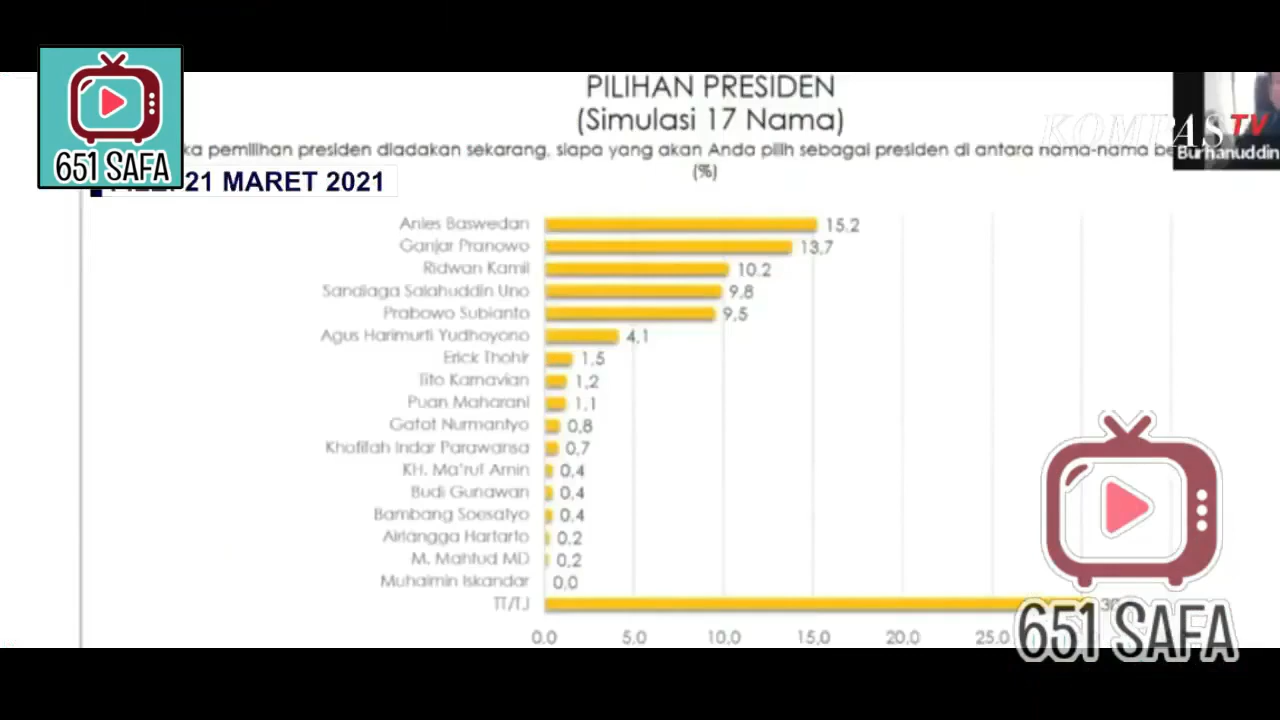 PILIHAN PRESIDEN
(Simulasi 17 Nama)
KOMPAS TV
ka pemilihan presiden diadakan sekarang, siapa yang akan Anda pilih sebagai presiden di antara nama-nama be
Burhanuddin
(%)
651 SAFA
21 MARET 2021
Anies Baswedan 15,2
Ganjar Pranowo 13,7
Ridwan Kamil 10,2
Sandiaga Salahuddin Uno 9,8
Prabowo Subianto 9,5
Agus Harimurti Yudhoyono 4,1
Erick Thohir 1,5
Tito Karnavian 1,2
Puan Maharani 1,1
Gatot Nurmantyo 0,8
Khofifah Indar Parawansa 0,7
KH. Ma'ruf Amin 0,4
Budi Gunawan 0,4
Bambang Soesatyo 0,4
Airlangga Hartarto 0,2
M. Mahfud MD 0,2
Muhaimin Iskandar 0,0
TT/TJ
0,0 5,0 10,0 15,0 20,0 25,0
651 SAFA